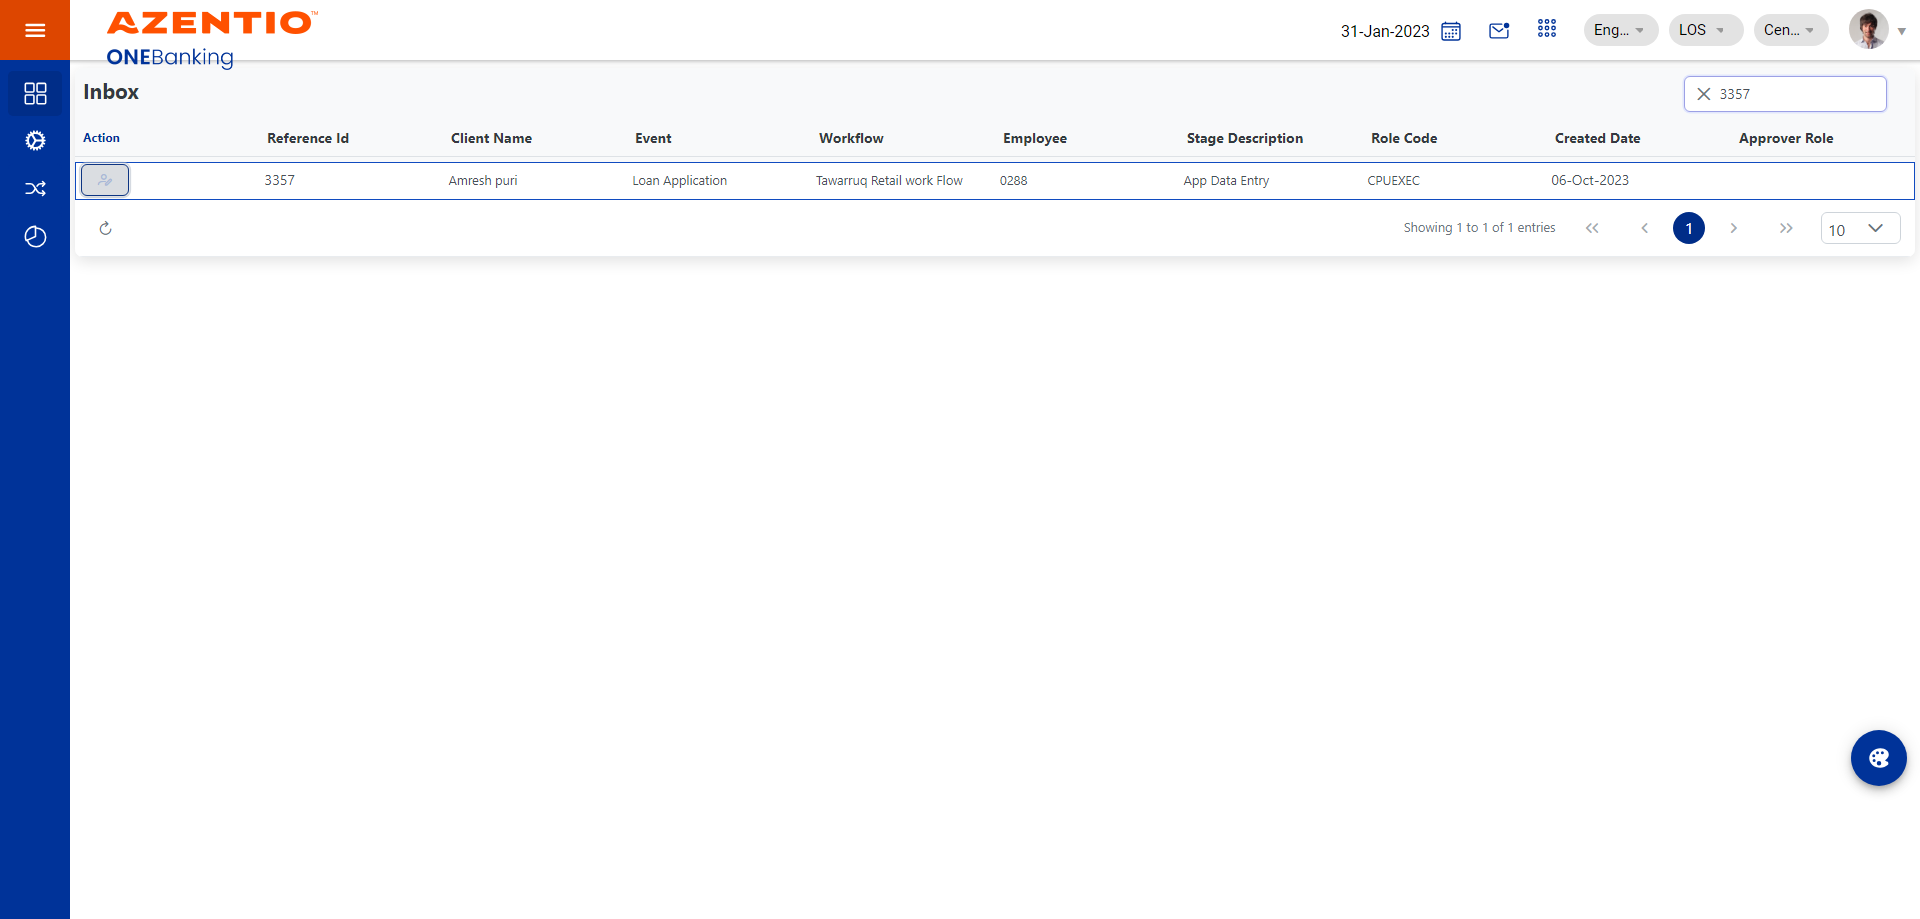 AZENTIO™
ONEBanking
31-Jan-2023
Eng...
LOS
Cen...
Inbox
3357
Action Reference Id Client Name Event Workflow Employee Stage Description Role Code Created Date Approver Role
3357 Amresh puri Loan Application Tawarruq Retail work Flow 0288 App Data Entry CPUEXEC 06-Oct-2023
Showing 1 to 1 of 1 entries
1
10